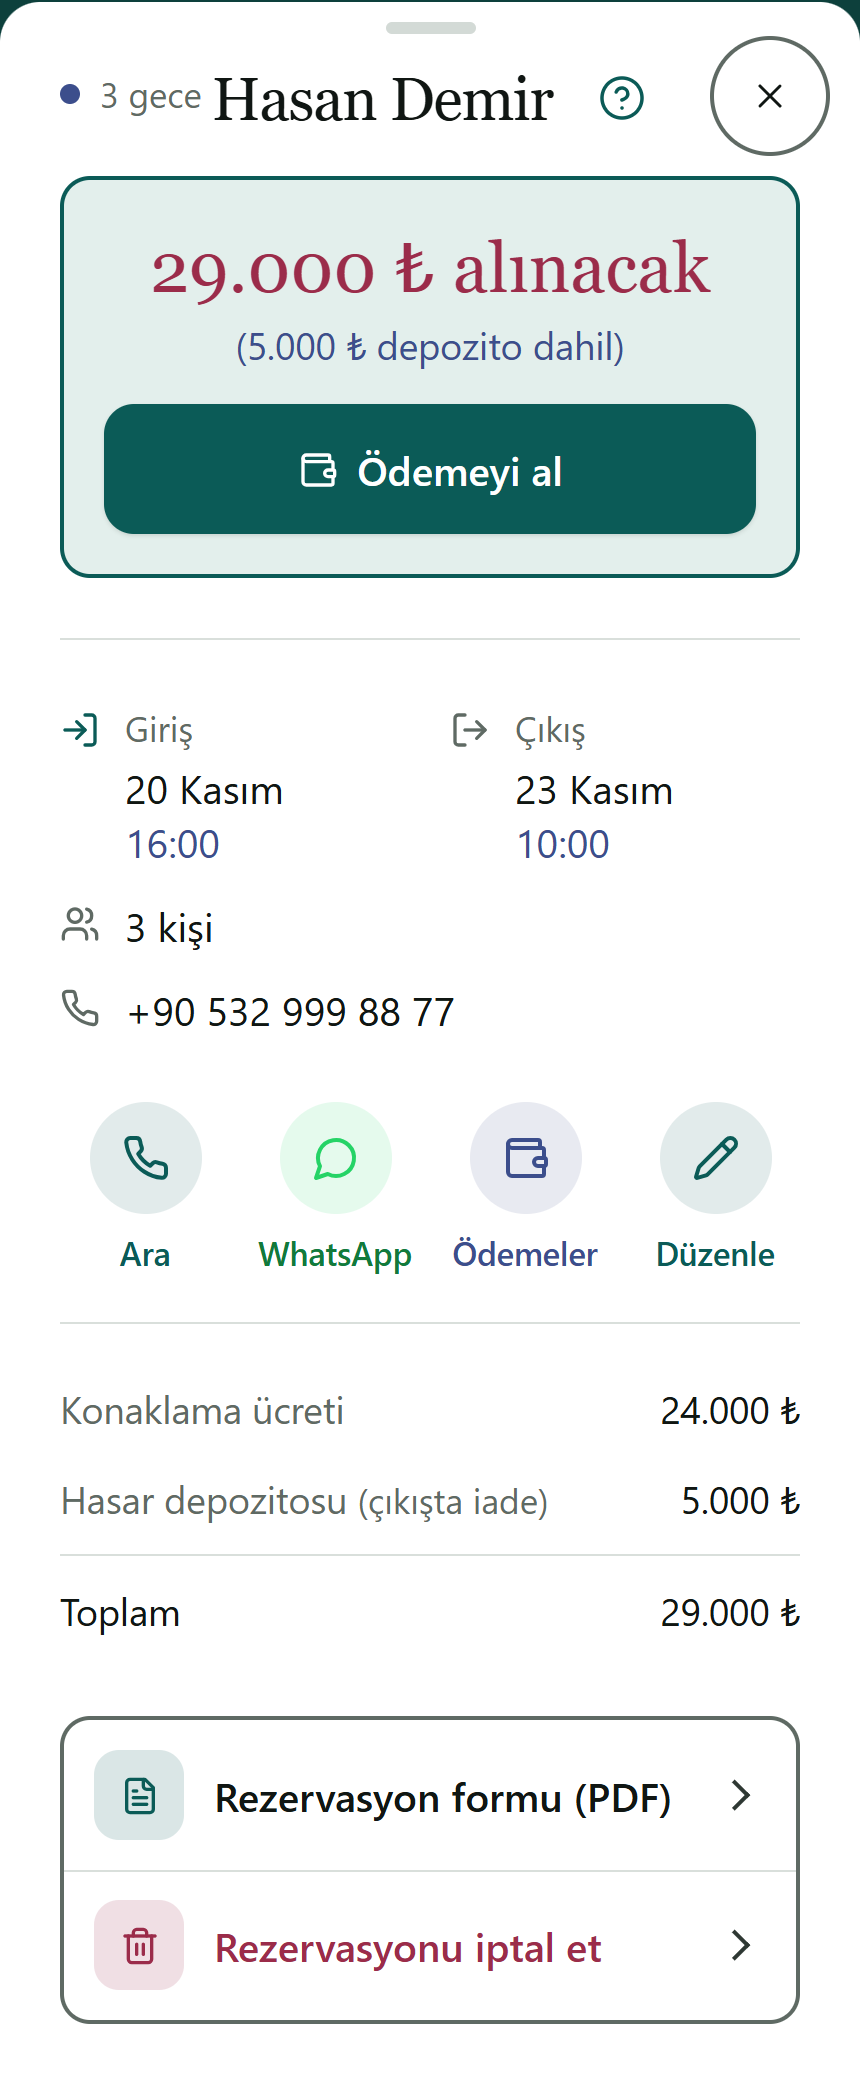 3 gece Hasan Demir
29.000 ₺ alınacak
(5.000 ₺ depozito dahil)
Ödemeyi al
Giriş
20 Kasım
16:00
Çıkış
23 Kasım
10:00
3 kişi
+90 532 999 88 77
Ara
WhatsApp
Ödemeler
Düzenle
Konaklama ücreti 24.000 ₺
Hasar depozitosu (çıkışta iade) 5.000 ₺
Toplam 29.000 ₺
Rezervasyon formu (PDF)
Rezervasyonu iptal et